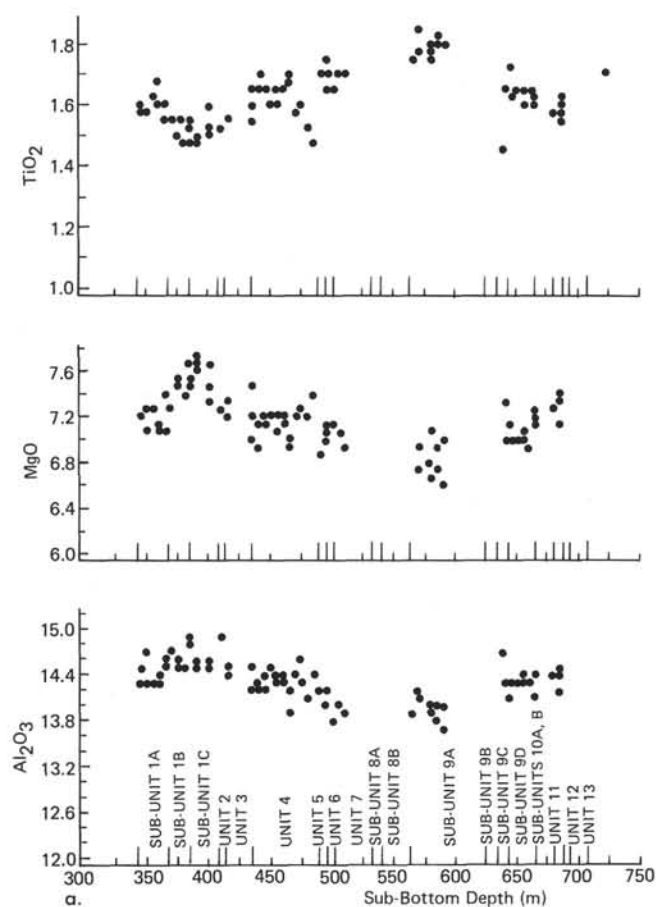 TiO2
1.8
1.6
1.4
1.2
1.0
MgO
7.6
7.2
6.8
6.4
6.0
Al2O3
15.0
14.4
13.8
13.2
12.6
12.0
SUB-UNIT 1A
SUB-UNIT 1B
SUB-UNIT 1C
UNIT 2
UNIT 3
UNIT 4
UNIT 5
UNIT 6
UNIT 7
SUB-UNIT 8A
SUB-UNIT 8B
SUB-UNIT 9A
SUB-UNIT 9B
SUB-UNIT 9C
SUB-UNIT 9D
SUB-UNITS 10A, B
UNIT 11
UNIT 12
UNIT 13
300 350 400 450 500 550 600 650 700 750
a. Sub-Bottom Depth (m)